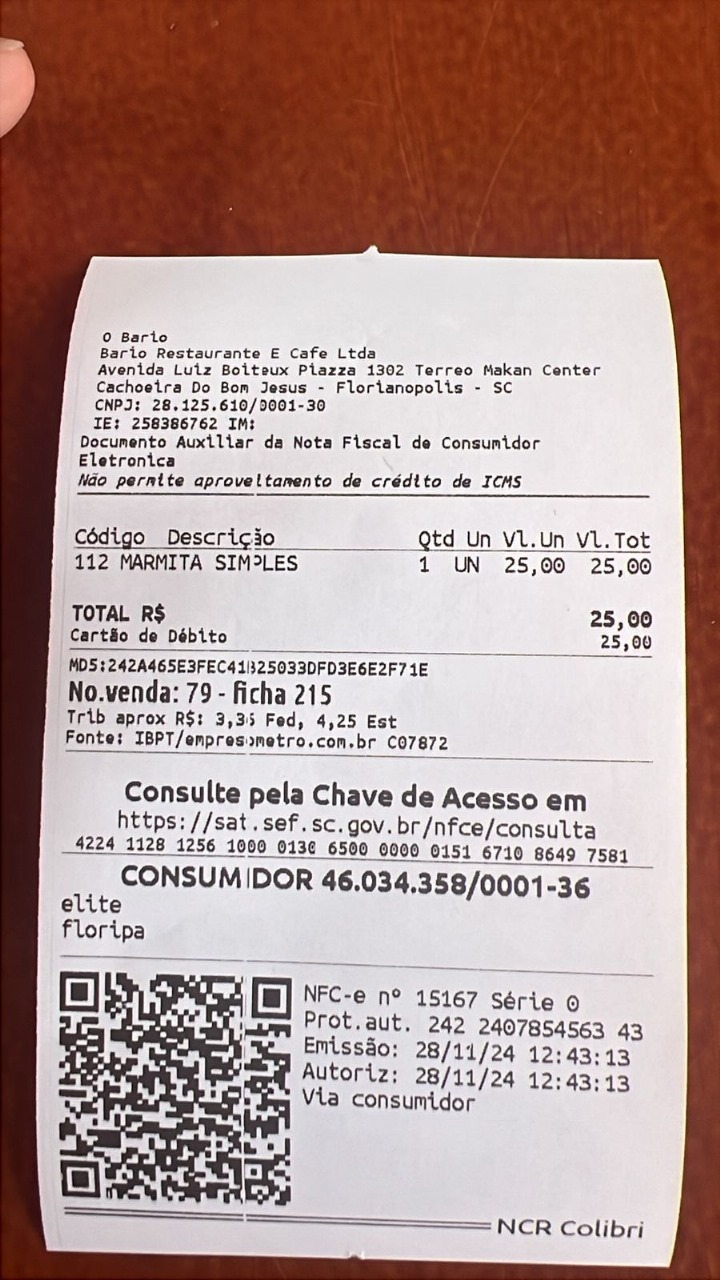 O Bario
Bario Restaurante E Cafe Ltda
Avenida Luiz Boiteux Piazza 1302 Terreo Makan Center
Cachoeira Do Bom Jesus - Florianopolis - SC
CNPJ: 28.125.610/0001-30
IE: 258386762 IM:
Documento Auxiliar da Nota Fiscal de Consumidor
Eletronica
Não permite aproveitamento de crédito de ICMS
Código Descrição Qtd Un Vl.Un Vl.Tot
112 MARMITA SIMPLES 1 UN 25,00 25,00
TOTAL R$ 25,00
Cartão de Débito 25,00
No.venda: 79 - ficha 215
Trib aprox R$: 3,36 Fed, 4,25 Est
Fonte: IBPT/empresometro.com.br C07872
Consulte pela Chave de Acesso em
https://sat.sef.sc.gov.br/nfce/consulta
4224 1128 1256 1000 0130 6500 0000 0151 6710 8649 7581
CONSUMIDOR 46.034.358/0001-36
elite
floripa
NFC-e nº 15167 Série 0
Prot.aut. 242 2407854563 43
Emissão: 28/11/24 12:43:13
Autoriz: 28/11/24 12:43:13
Via consumidor
NCR Colibri